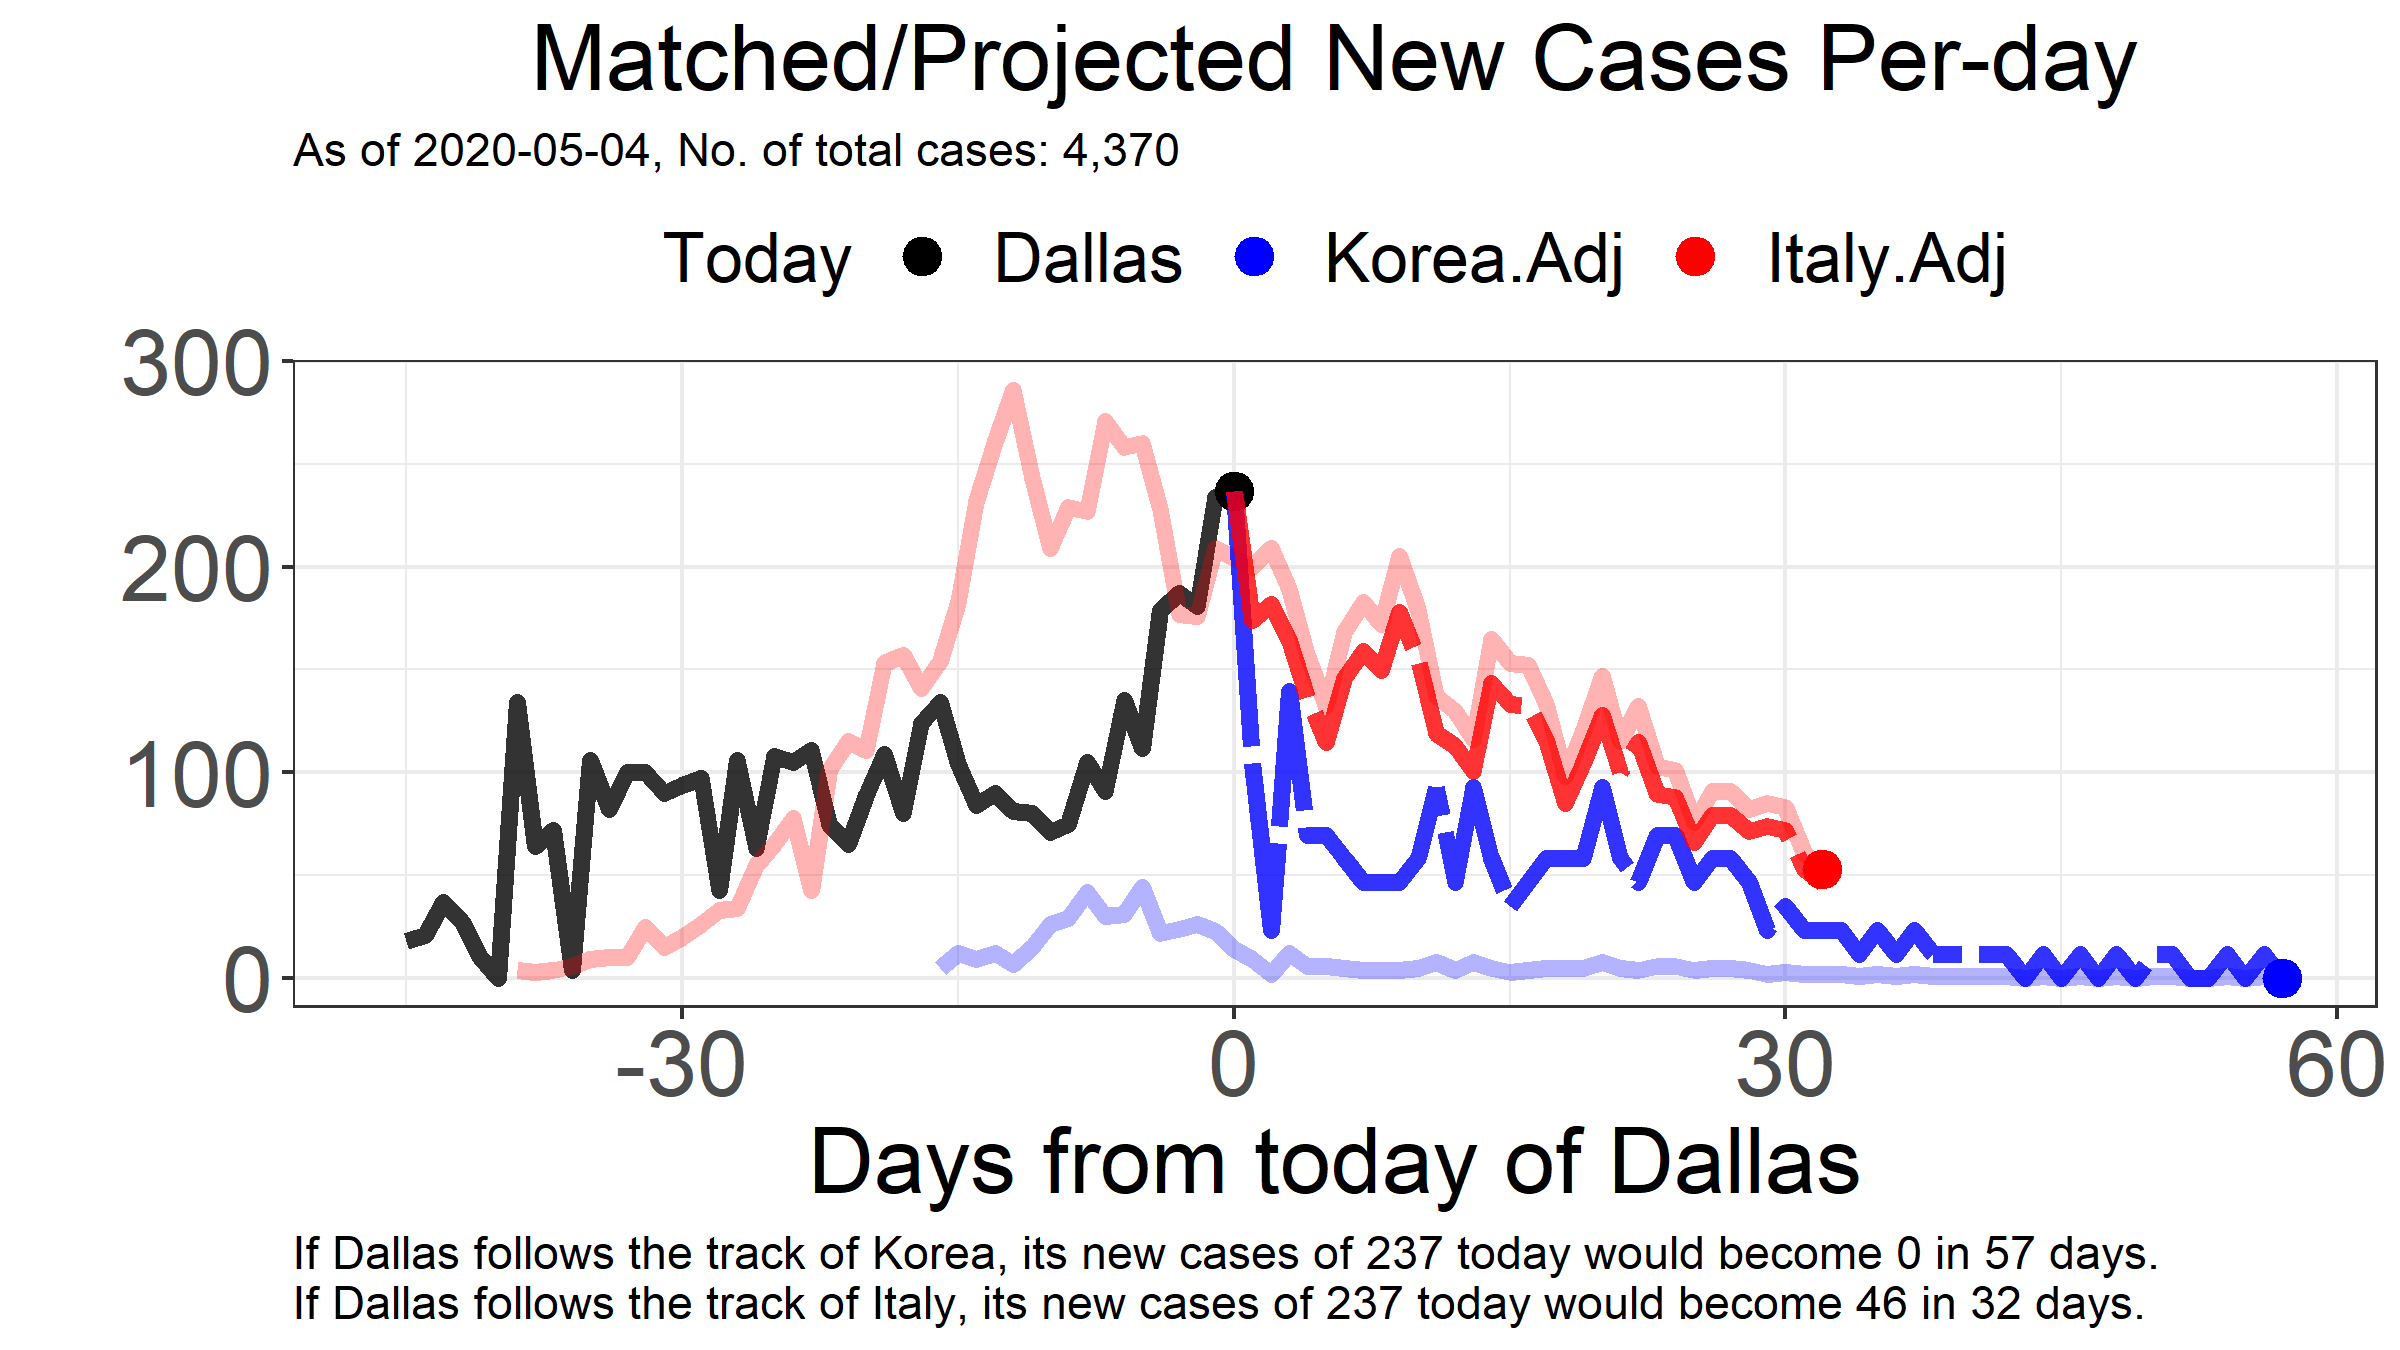 Matched/Projected New Cases Per-day
As of 2020-05-04, No. of total cases: 4,370
Today Dallas Korea.Adj Italy.Adj
300
200
100
0
-30 0 30 60
Days from today of Dallas
If Dallas follows the track of Korea, its new cases of 237 today would become 0 in 57 days.
If Dallas follows the track of Italy, its new cases of 237 today would become 46 in 32 days.